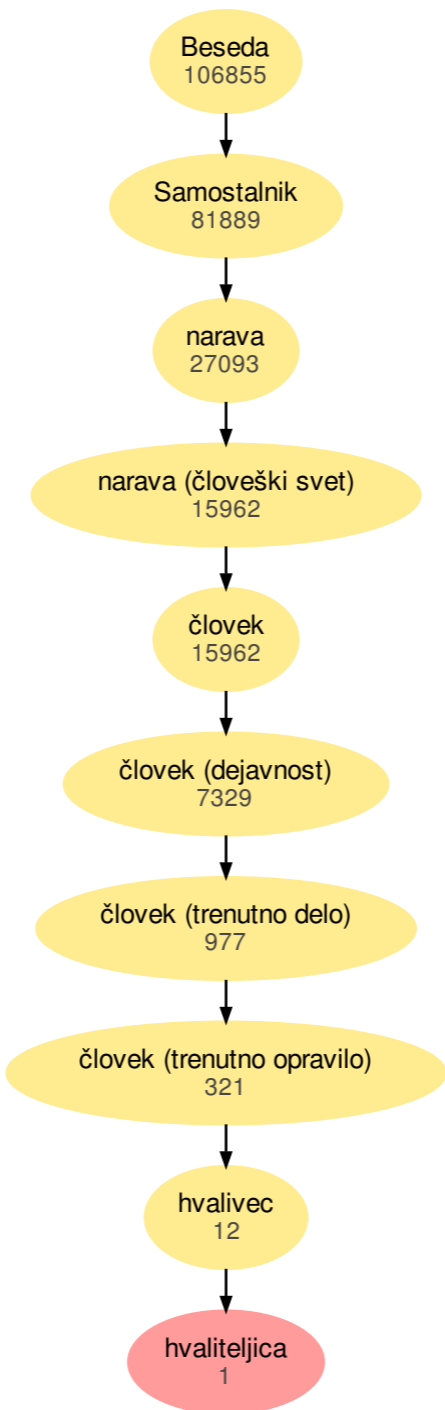 Beseda
106855
Samostalnik
81889
narava
27093
narava (človeški svet)
15962
človek
15962
človek (dejavnost)
7329
človek (trenutno delo)
977
človek (trenutno opravilo)
321
hvalivec
12
hvaliteljica
1